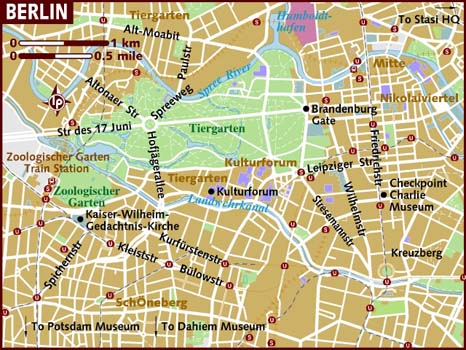 BERLIN
0
1 km
0
0.5 mile
Tiergarten
Alt-Moabit
Humboldt-
hafen
To Stasi HQ
Mitte
Nikolaiviertel
Paulstr
Spree River
Altonaer Str
Spreeweg
Brandenburg
Gate
Str des 17 Juni
Tiergarten
Hofjägerallee
Friedrichstr
Zoologischer Garten
Train Station
Kulturforum
Leipziger Str
Tiergarten
Kulturforum
Checkpoint
Charlie
Museum
Zoologischer
Garten
Landwehrkanal
Wilhelmstr
Stresemannstr
Kaiser-Wilhelm-
Gedachtnis-Kirche
Kurfürstenstr
Kleiststr
Bülowstr
Kreuzberg
Spichernstr
SchÖneberg
To Potsdam Museum
To Dahlem Museum